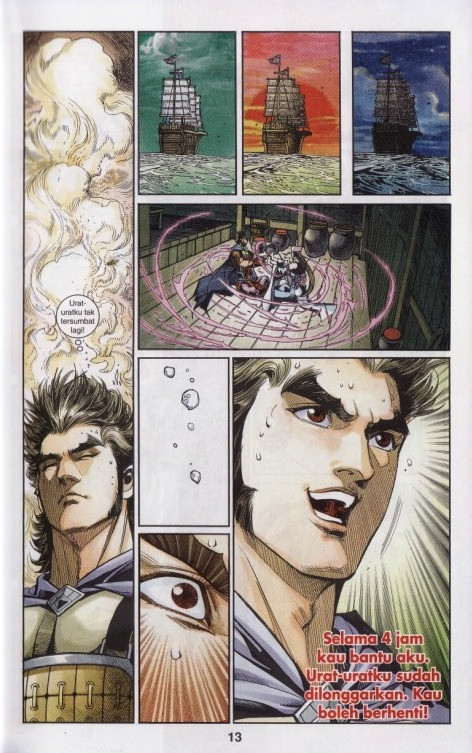 Urat-
uratku tak
tersumbat
lagi!
Selama 4 jam
kau bantu aku.
Urat-uratku sudah
dilonggarkan. Kau
boleh berhenti!
13